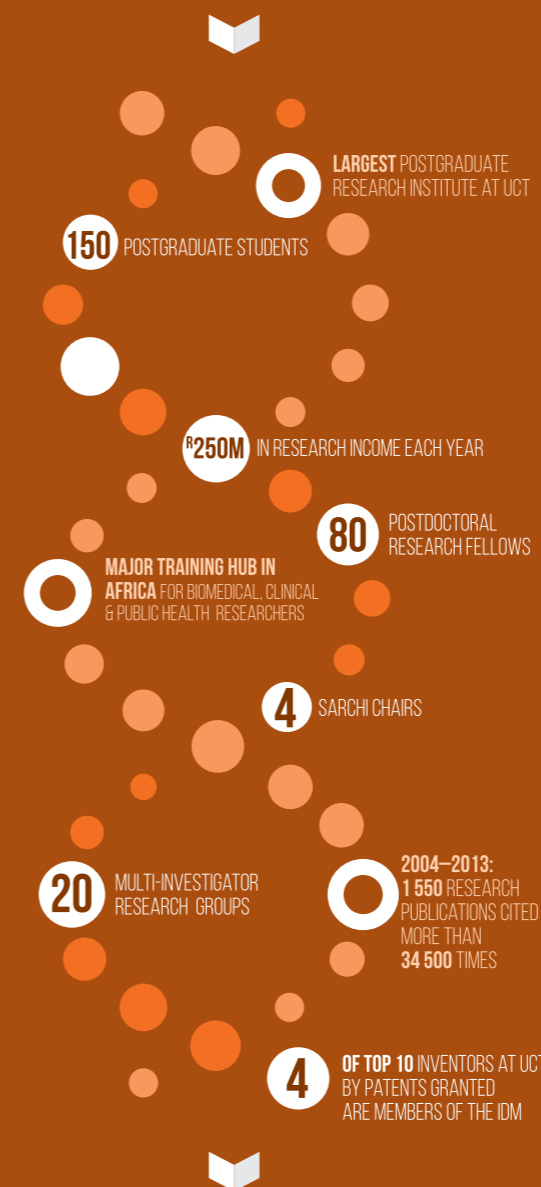 LARGEST POSTGRADUATE
RESEARCH INSTITUTE AT UCT
150 POSTGRADUATE STUDENTS
R250M IN RESEARCH INCOME EACH YEAR
80 POSTDOCTORAL
RESEARCH FELLOWS
MAJOR TRAINING HUB IN
AFRICA FOR BIOMEDICAL, CLINICAL
& PUBLIC HEALTH RESEARCHERS
4 SARCHI CHAIRS
2004–2013:
1 550 RESEARCH
PUBLICATIONS CITED
MORE THAN
34 500 TIMES
20 MULTI-INVESTIGATOR
RESEARCH GROUPS
4 OF TOP 10 INVENTORS AT UCT
BY PATENTS GRANTED
ARE MEMBERS OF THE IDM